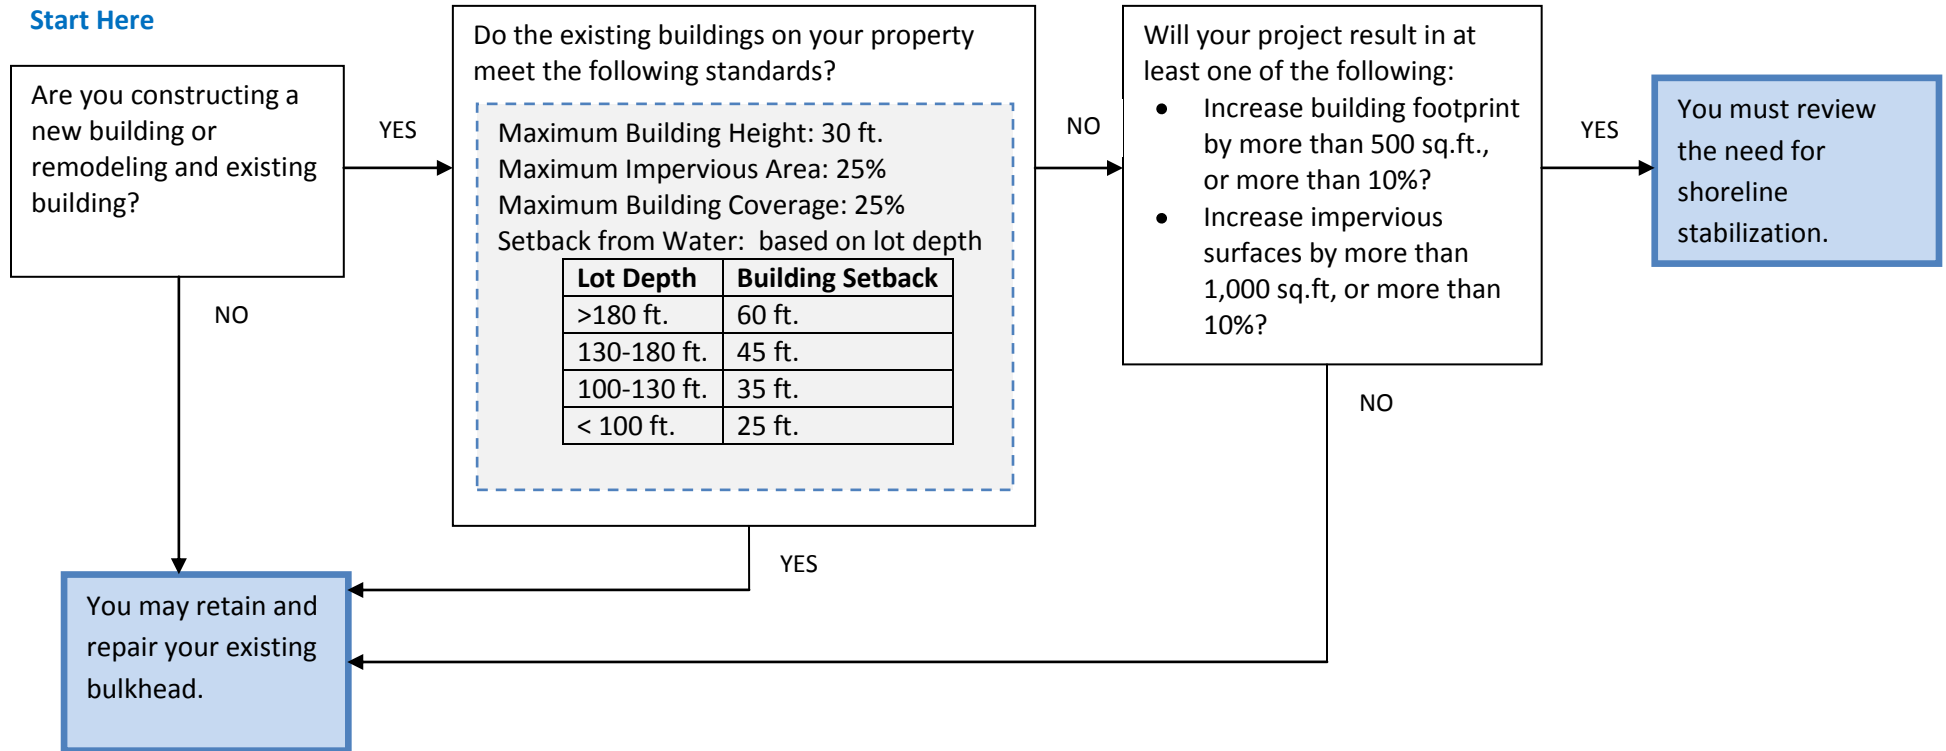 Start Here
Are you constructing a
new building or
remodeling and existing
building?
YES
NO
Do the existing buildings on your property
meet the following standards?
Maximum Building Height: 30 ft.
Maximum Impervious Area: 25%
Maximum Building Coverage: 25%
Setback from Water:  based on lot depth
Lot Depth Building Setback
>180 ft. 60 ft.
130-180 ft. 45 ft.
100-130 ft. 35 ft.
< 100 ft. 25 ft.
NO
YES
Will your project result in at
least one of the following:
• Increase building footprint
by more than 500 sq.ft.,
or more than 10%?
• Increase impervious
surfaces by more than
1,000 sq.ft, or more than
10%?
YES
NO
You must review
the need for
shoreline
stabilization.
You may retain and
repair your existing
bulkhead.